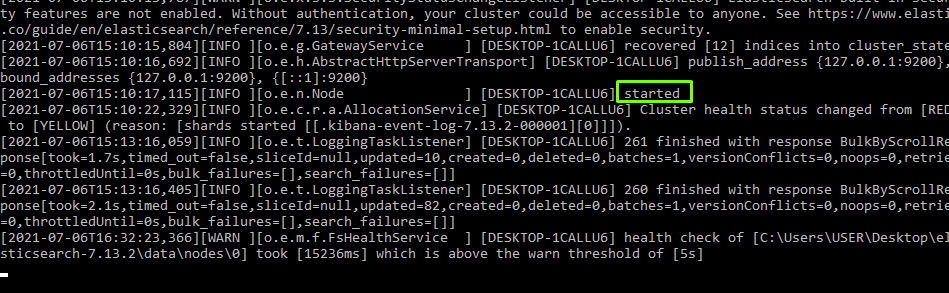 ty features are not enabled. Without authentication, your cluster could be accessible to anyone. See https://www.elast
.co/guide/en/elasticsearch/reference/7.13/security-minimal-setup.html to enable security.
[2021-07-06T15:10:15,804][INFO ][o.e.g.GatewayService     ] [DESKTOP-1CALLU6] recovered [12] indices into cluster_state
[2021-07-06T15:10:16,692][INFO ][o.e.h.AbstractHttpServerTransport] [DESKTOP-1CALLU6] publish_address {127.0.0.1:9200},
bound_addresses {127.0.0.1:9200}, {[::1]:9200}
[2021-07-06T15:10:17,115][INFO ][o.e.n.Node               ] [DESKTOP-1CALLU6] started
[2021-07-06T15:10:22,329][INFO ][o.e.c.r.a.AllocationService] [DESKTOP-1CALLU6] Cluster health status changed from [RED
 to [YELLOW] (reason: [shards started [[.kibana-event-log-7.13.2-000001][0]]]).
[2021-07-06T15:13:16,059][INFO ][o.e.t.LoggingTaskListener] [DESKTOP-1CALLU6] 261 finished with response BulkByScrollRe
ponse[took=1.7s,timed_out=false,sliceId=null,updated=10,created=0,deleted=0,batches=1,versionConflicts=0,noops=0,retrie
=0,throttledUntil=0s,bulk_failures=[],search_failures=[]]
[2021-07-06T15:13:16,405][INFO ][o.e.t.LoggingTaskListener] [DESKTOP-1CALLU6] 260 finished with response BulkByScrollRe
ponse[took=2.1s,timed_out=false,sliceId=null,updated=82,created=0,deleted=0,batches=1,versionConflicts=0,noops=0,retrie
=0,throttledUntil=0s,bulk_failures=[],search_failures=[]]
[2021-07-06T16:32:23,366][WARN ][o.e.m.f.FsHealthService  ] [DESKTOP-1CALLU6] health check of [C:\Users\USER\Desktop\el
sticsearch-7.13.2\data\nodes\0] took [15236ms] which is above the warn threshold of [5s]